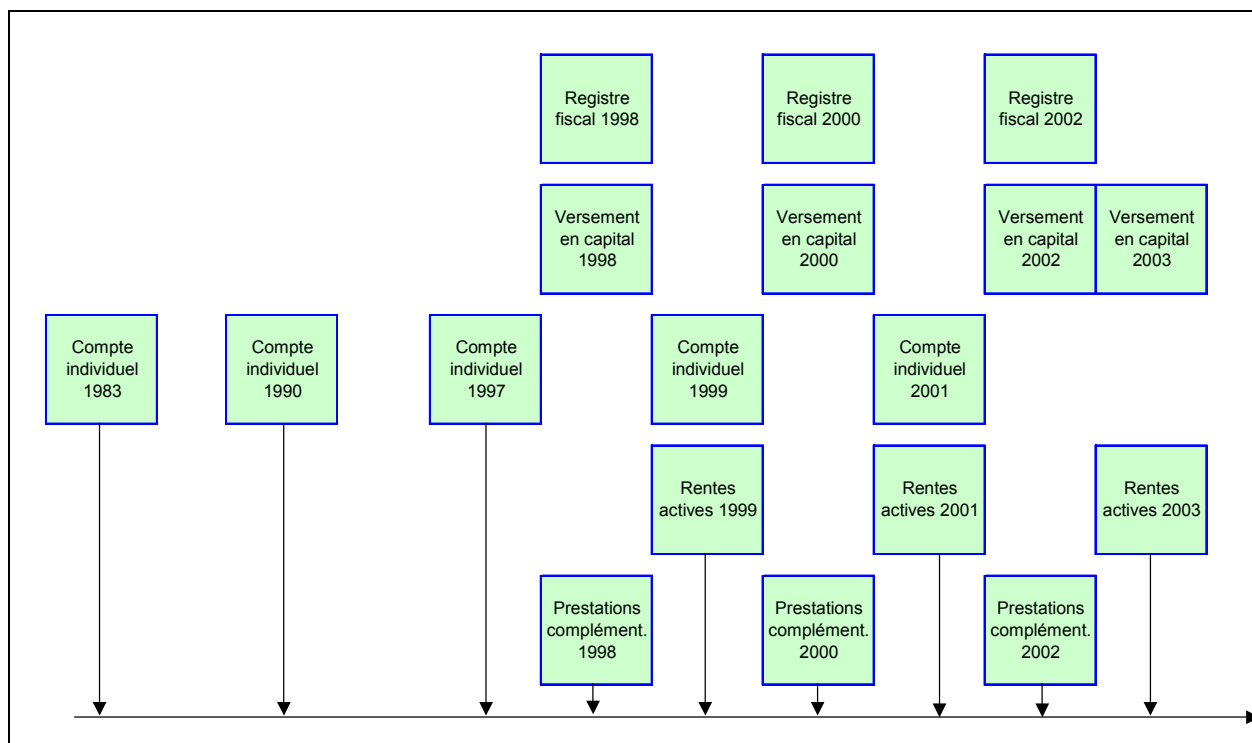 Registre
fiscal 1998
Registre
fiscal 2000
Registre
fiscal 2002
Versement
en capital
1998
Versement
en capital
2000
Versement
en capital
2002
Versement
en capital
2003
Compte
individuel
1983
Compte
individuel
1990
Compte
individuel
1997
Compte
individuel
1999
Compte
individuel
2001
Rentes
actives 1999
Rentes
actives 2001
Rentes
actives 2003
Prestations
complément.
1998
Prestations
complément.
2000
Prestations
complément.
2002